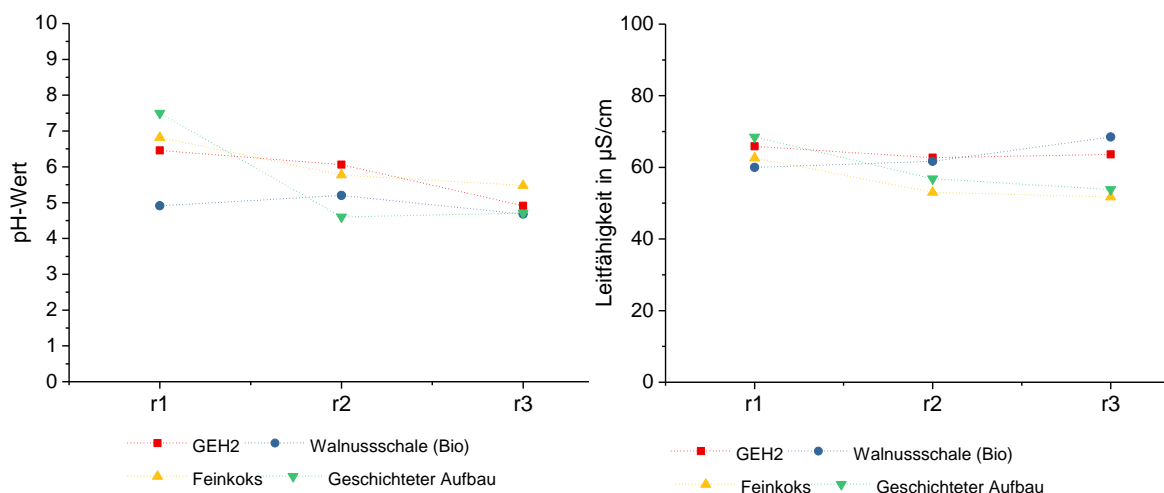 pH-Wert
10
9
8
7
6
5
4
3
2
1
0
r1 r2 r3
GEH2 Walnussschale (Bio)
Feinkoks Geschichteter Aufbau
Leitfähigkeit in µS/cm
100
80
60
40
20
0
r1 r2 r3
GEH2 Walnussschale (Bio)
Feinkoks Geschichteter Aufbau